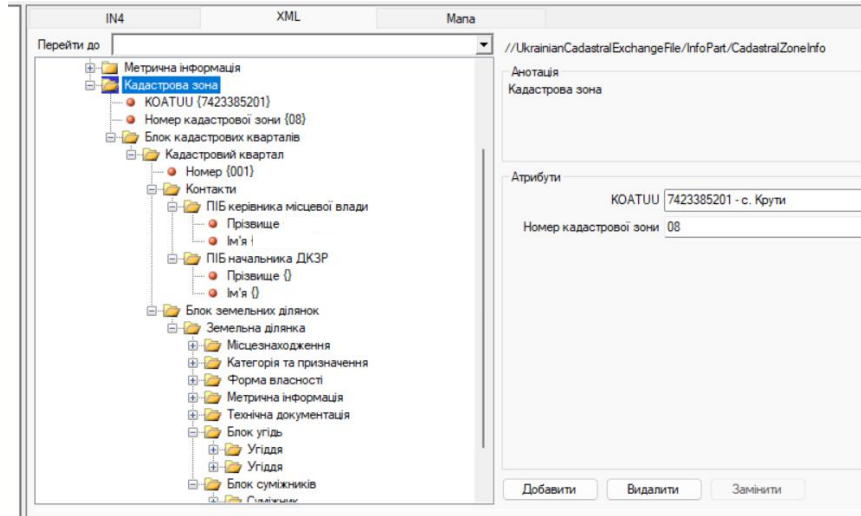 IN4
XML
Мапа
Перейти до
//UkrainianCadastralExchangeFile/InfoPart/CadastralZoneInfo
Метрична інформація
Кадастрова зона
KOATUU {7423385201}
Номер кадастрової зони {08}
Блок кадастрових кварталів
Кадастровий квартал
Номер {001}
Контакти
ПІБ керівника місцевої влади
Прізвище
Ім'я {
ПІБ начальника ДКЗР
Прізвище {}
Ім'я {}
Блок земельних ділянок
Земельна ділянка
Місцезнаходження
Категорія та призначення
Форма власності
Метрична інформація
Технічна документація
Блок угідь
Угіддя
Угіддя
Блок суміжників
Суміжник
Анотація
Кадастрова зона
Атрибути
KOATUU 7423385201 - с. Крути
Номер кадастрової зони 08
Добавити
Видалити
Замінити